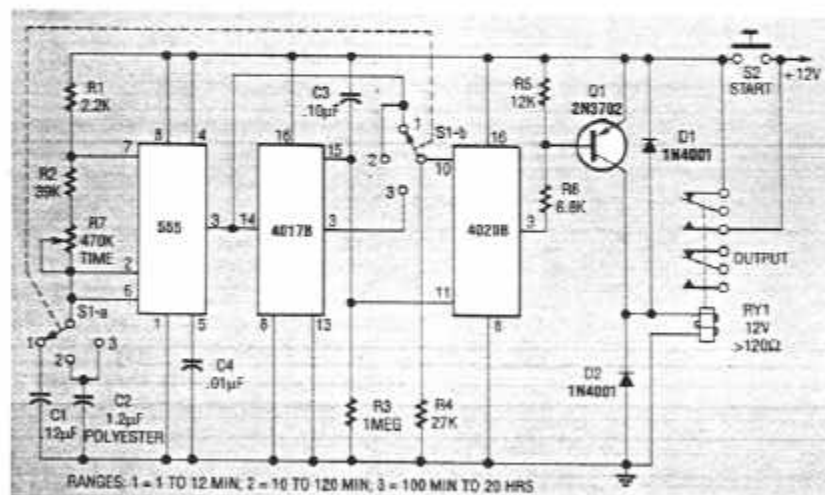 R1
2.2K
R2
39K
R7
470K
TIME
S1-a
1
2
3
C1
.12µF
C2
1.2µF
POLYESTER
7
2
6
8
4
555
3
1
5
C4
.01µF
14
16
4017B
15
3
8
13
C3
.10µF
1
2
3
S1-b
R3
1MEG
R4
27K
10
16
4020B
11
3
8
R5
12K
R6
6.8K
Q1
2N3702
D1
1N4001
D2
1N4001
S2
START
+12V
OUTPUT
RY1
12V
>120Ω
RANGES: 1 = 1 TO 12 MIN; 2 = 10 TO 120 MIN; 3 = 100 MIN TO 20 HRS